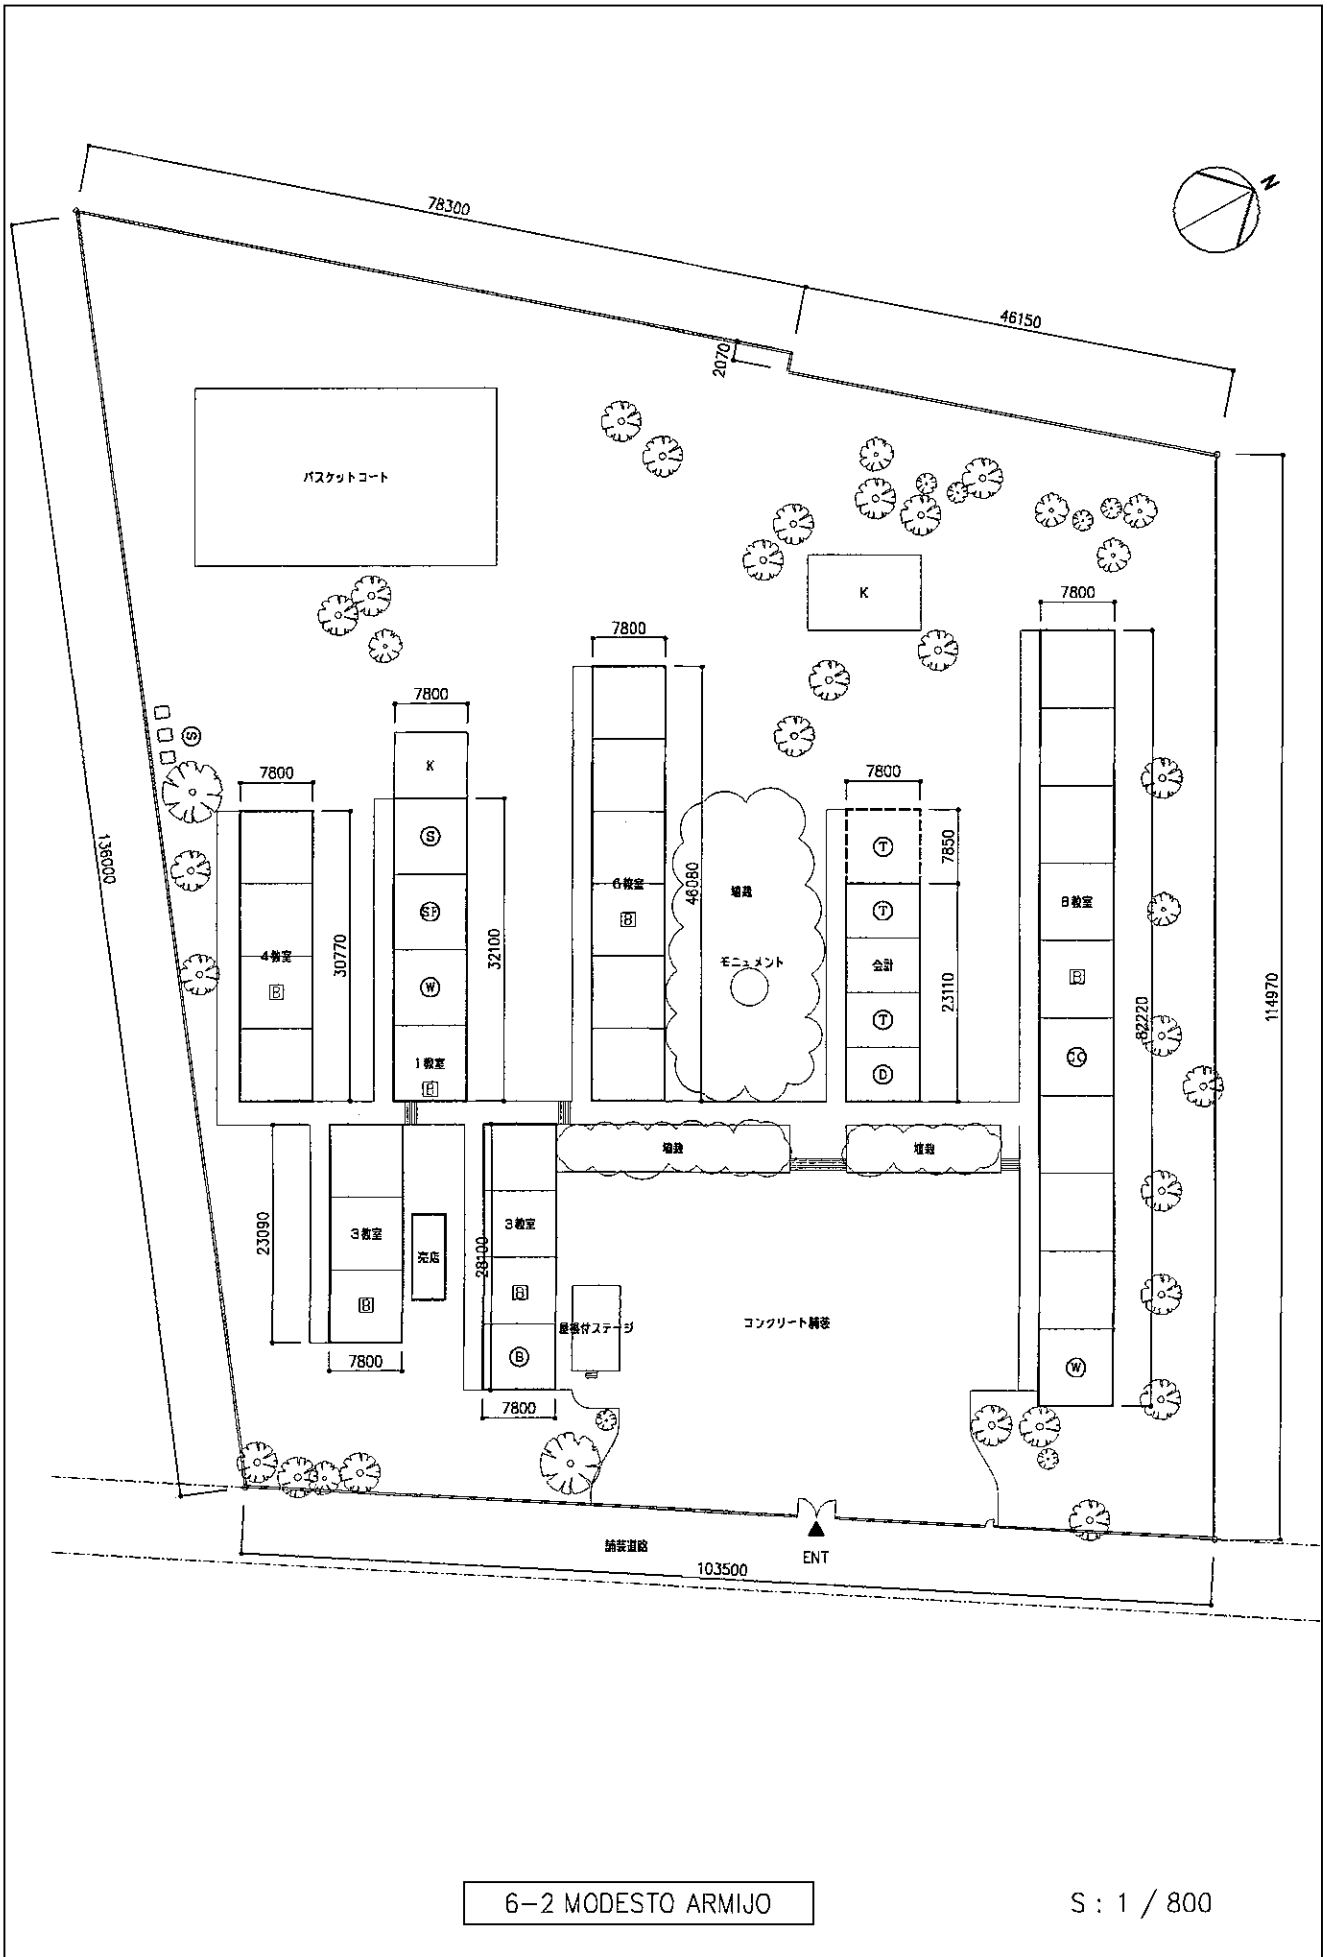 78300
46150
N
2070
バスケットコート
K
7800
7800
7800
K
S
7800
7800
136000
S
T
7850
6教室
46080
植栽
8教室
SF
T
B
4教室
30770
32100
モニュメント
会計
23110
B
82220
114970
B
W
T
1教室
D
B
植栽
植栽
23090
3教室
売店
28100
3教室
B
B
屋根付ステージ
コンクリート舗装
7800
B
W
7800
舗装道路
ENT
103500
6-2 MODESTO ARMIJO
S : 1 / 800